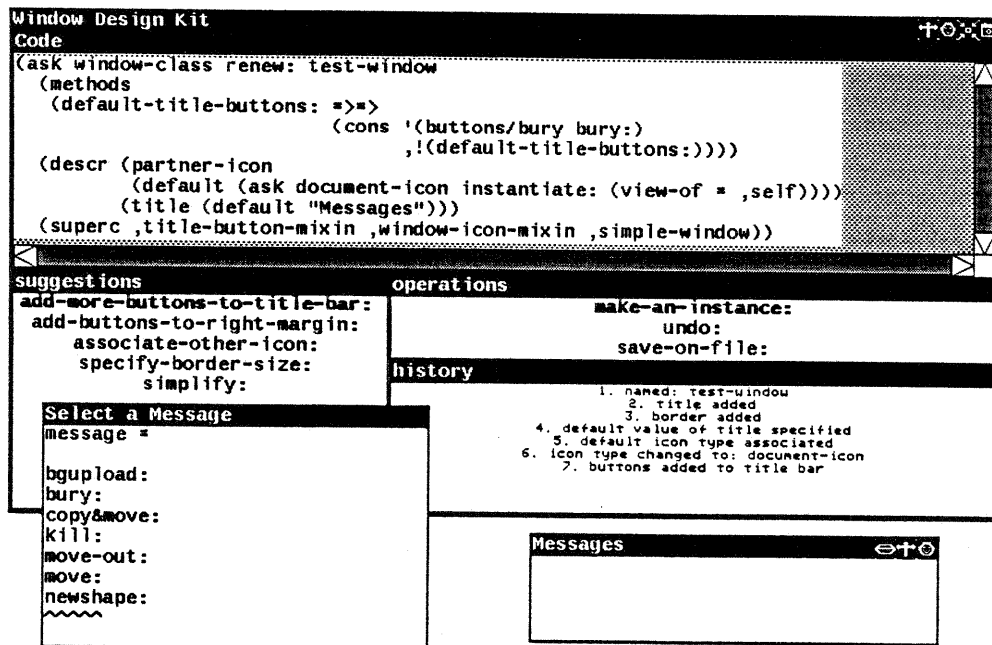 Window Design Kit
Code
(ask window-class renew: test-window
(methods
(default-title-buttons: =>=>
(cons '(buttons/bury bury:)
,!(default-title-buttons:))))
(descr (partner-icon
(default (ask document-icon instantiate: (view-of = ,self))))
(title (default "Messages")))
(superc ,title-button-mixin ,window-icon-mixin ,simple-window))
suggestions
add-more-buttons-to-title-bar:
add-buttons-to-right-margin:
associate-other-icon:
specify-border-size:
simplify:
operations
make-an-instance:
undo:
save-on-file:
history
1. named: test-window
2. title added
3. border added
4. default value of title specified
5. default icon type associated
6. icon type changed to: document-icon
7. buttons added to title bar
Select a Message
message =
bgupload:
bury:
copy&move:
kill:
move-out:
move:
newshape:
Messages